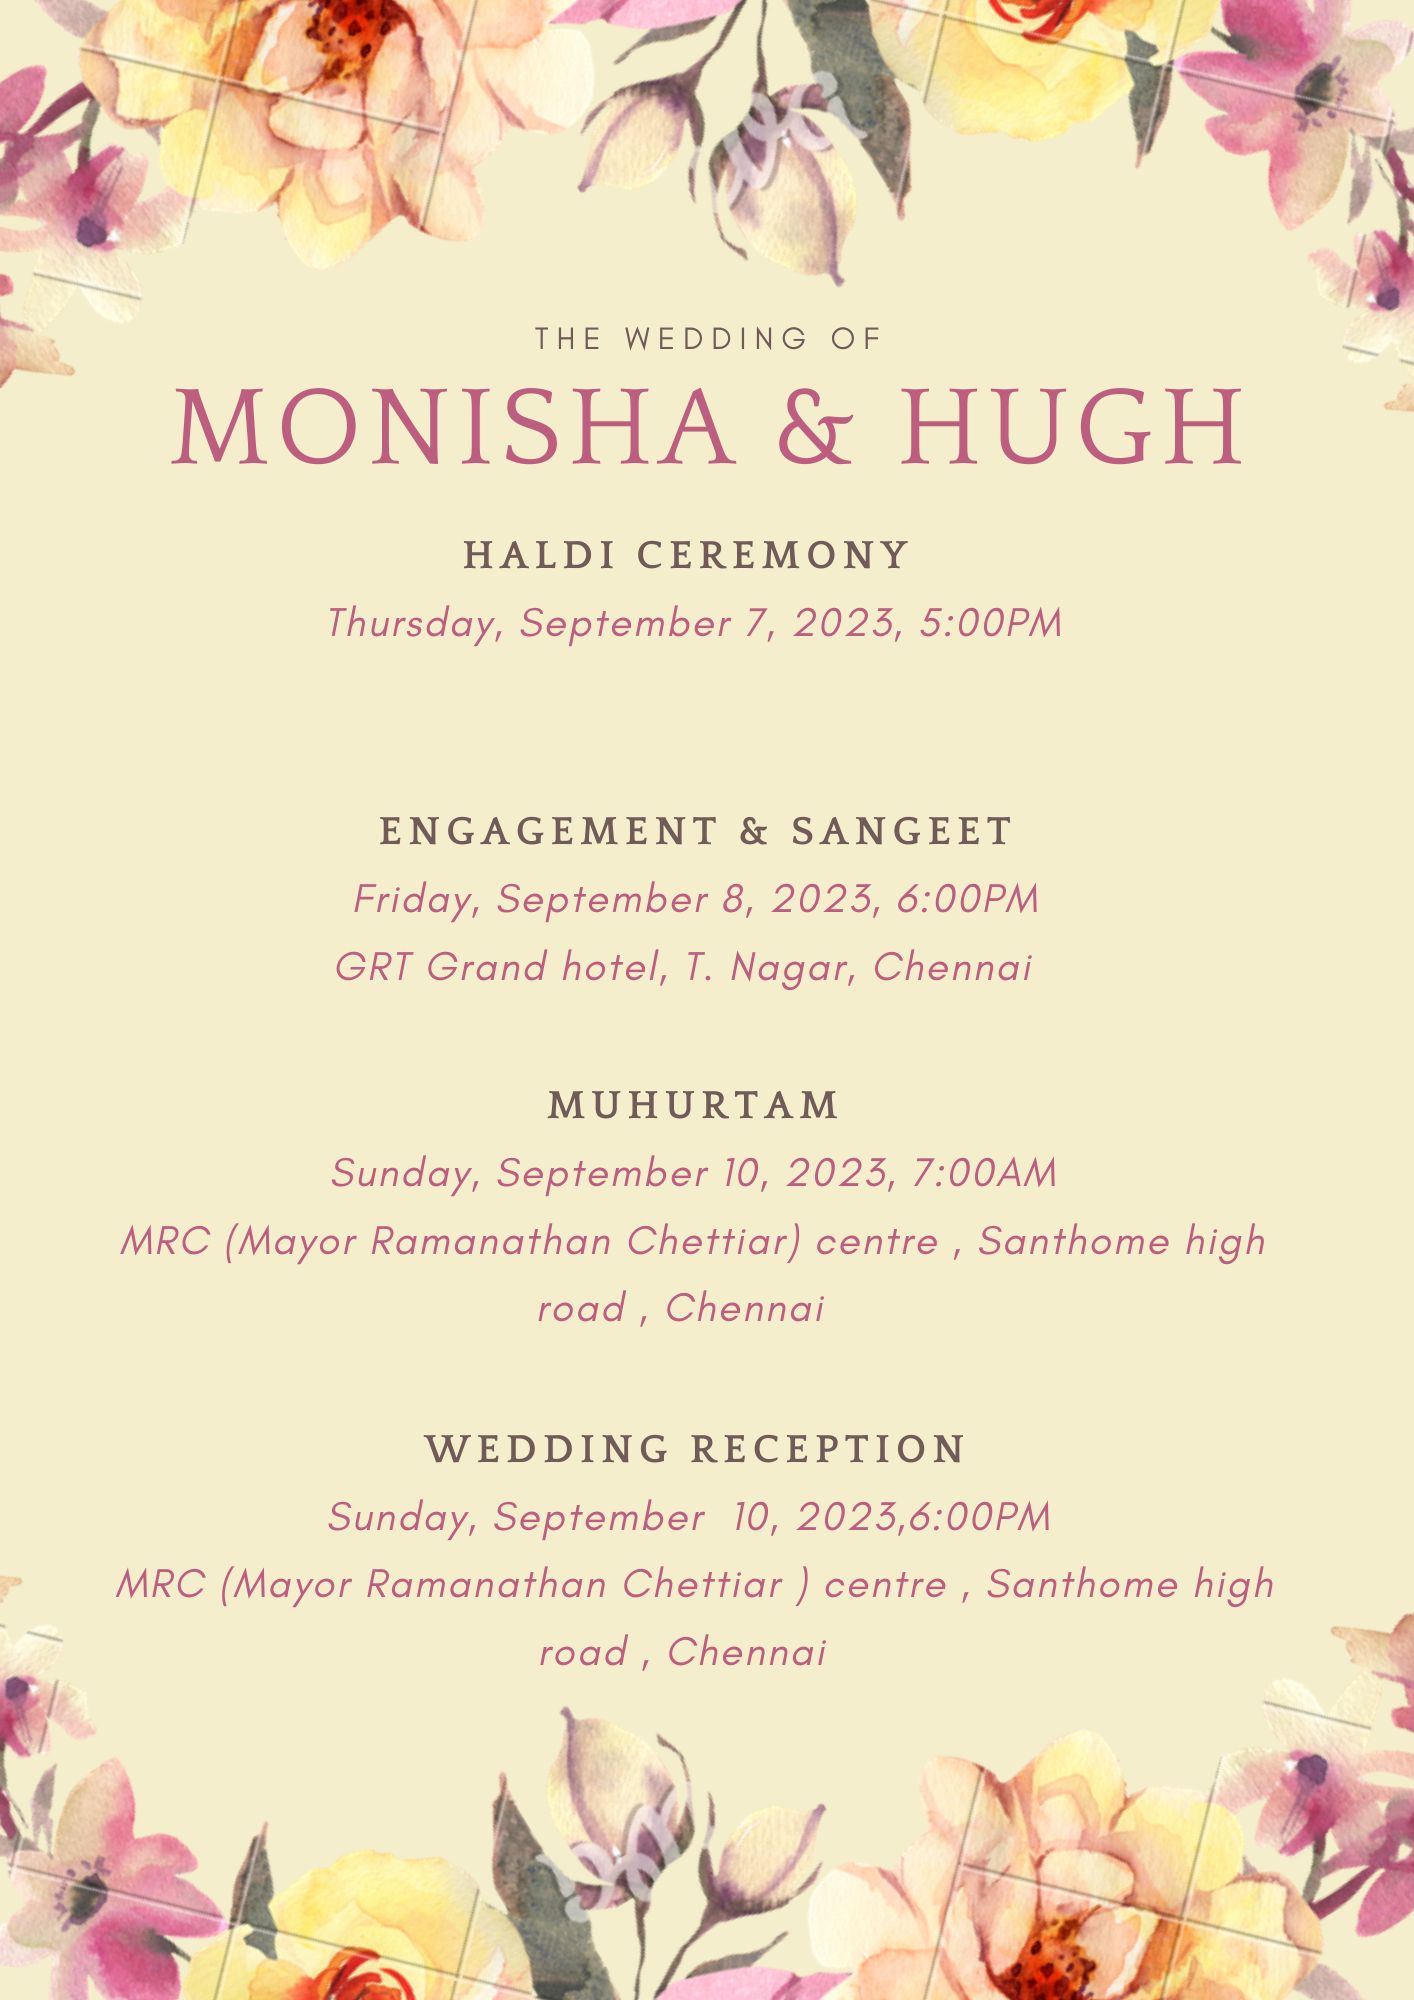 THE WEDDING OF
MONISHA & HUGH
HALDI CEREMONY
Thursday, September 7, 2023, 5:00PM
ENGAGEMENT & SANGEET
Friday, September 8, 2023, 6:00PM
GRT Grand hotel, T. Nagar, Chennai
MUHURTAM
Sunday, September 10, 2023, 7:00AM
MRC (Mayor Ramanathan Chettiar) centre , Santhome high
road , Chennai
WEDDING RECEPTION
Sunday, September  10, 2023,6:00PM
MRC (Mayor Ramanathan Chettiar ) centre , Santhome high
road , Chennai